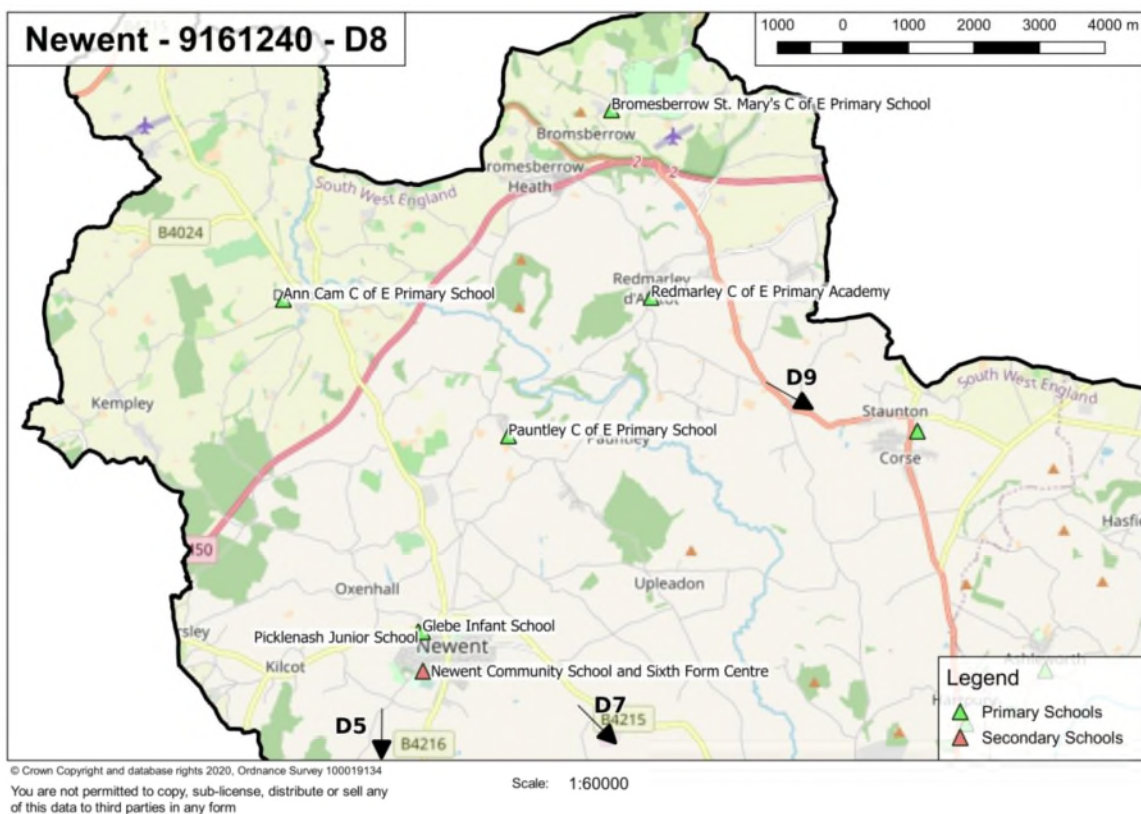 Newent - 9161240 - D8
1000 0 1000 2000 3000 4000 m
Bromesberrow St. Mary's C of E Primary School
Bromsberrow
2
2
South West England
Bromesberrow
Heath
B4024
Ann Cam C of E Primary School
Redmarley
Redmarley C of E Primary Academy
D9
South West England
Kempley
Staunton
Pauntley C of E Primary School
Pauntley
Corse
M50
Oxenhall
Upleadon
Glebe Infant School
Picklenash Junior School
Newent
Kilcot
Newent Community School and Sixth Form Centre
D7
D5
B4215
B4216
Legend
Primary Schools
Secondary Schools
© Crown Copyright and database rights 2020, Ordnance Survey 100019134
You are not permitted to copy, sub-license, distribute or sell any
of this data to third parties in any form
Scale: 1:60000